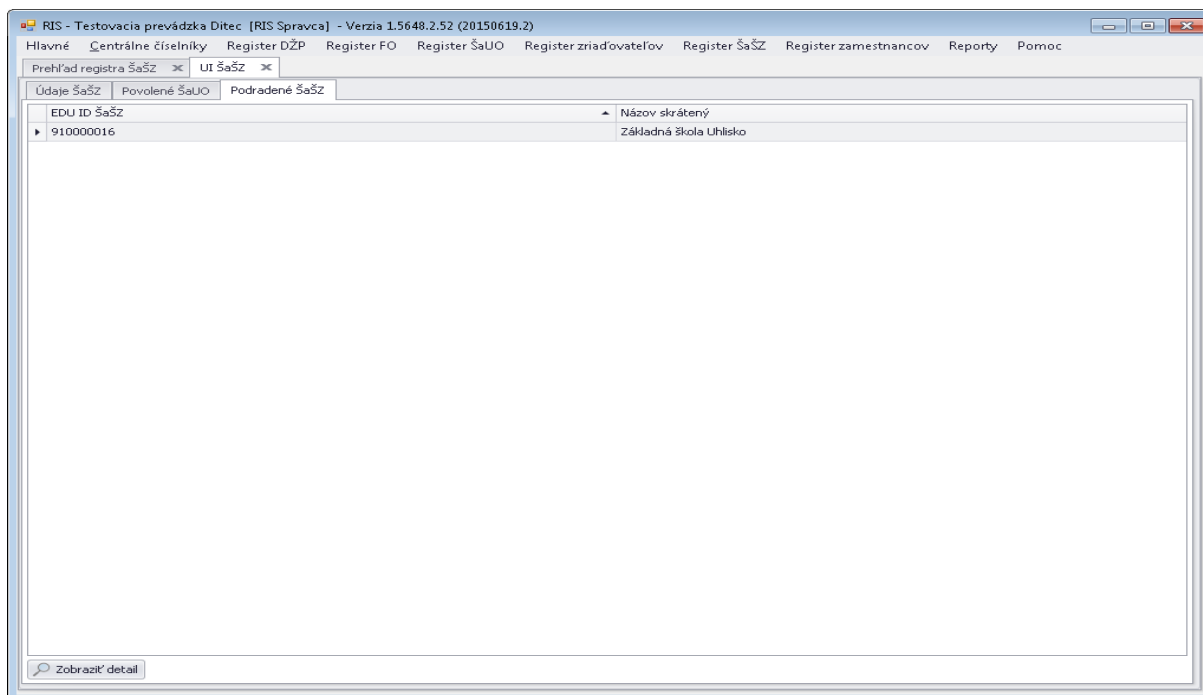 RIS - Testovacia prevádzka Ditec [RIS Spravca] - Verzia 1.5648.2.52 (20150619.2)
Hlavné Centrálne číselníky Register DŽP Register FO Register ŠaUO Register zriaďovateľov Register ŠaŠZ Register zamestnancov Reporty Pomoc
Prehľad registra ŠaŠZ UI ŠaŠZ
Údaje ŠaŠZ Povolené ŠaUO Podradené ŠaŠZ
EDU ID ŠaŠZ Názov skrátený
910000016 Základná škola Uhlisko
Zobraziť detail